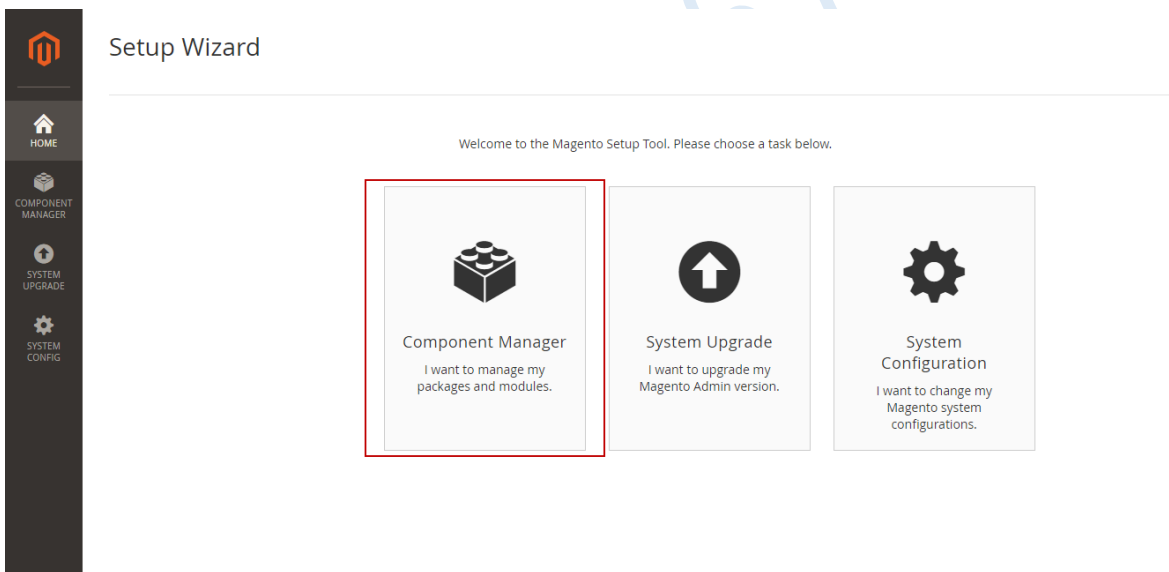 Setup Wizard
HOME
COMPONENT
MANAGER
SYSTEM
UPGRADE
SYSTEM
CONFIG
Welcome to the Magento Setup Tool. Please choose a task below.
Component Manager
I want to manage my
packages and modules.
System Upgrade
I want to upgrade my
Magento Admin version.
System
Configuration
I want to change my
Magento system
configurations.